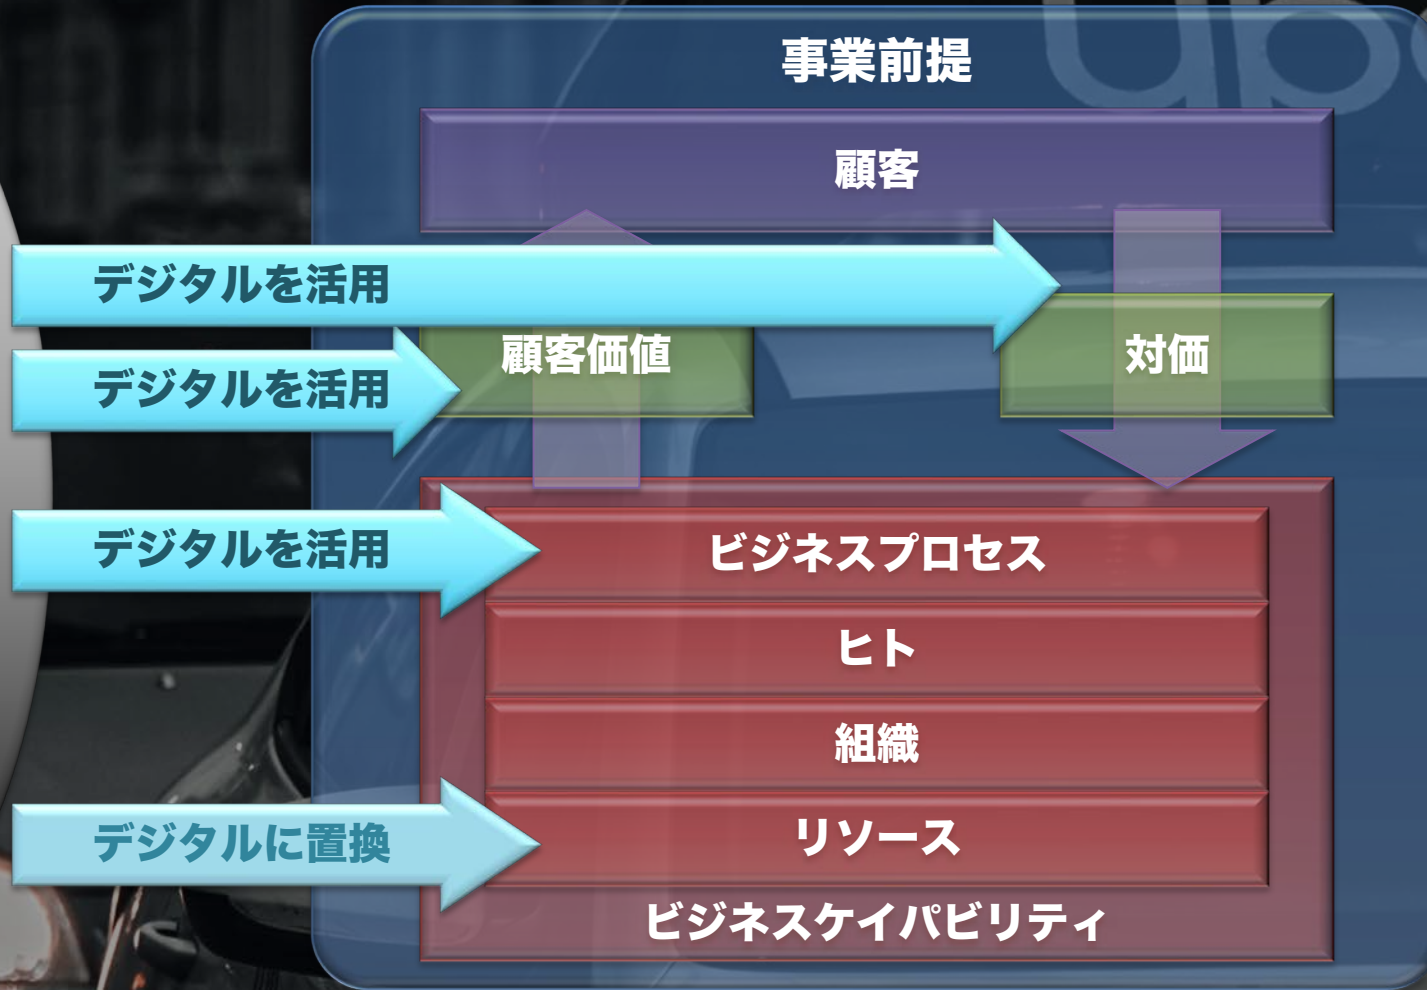 事業前提
顧客
デジタルを活用
顧客価値
対価
デジタルを活用
デジタルを活用
ビジネスプロセス
ヒト
組織
デジタルに置換
リソース
ビジネスケイパビリティ